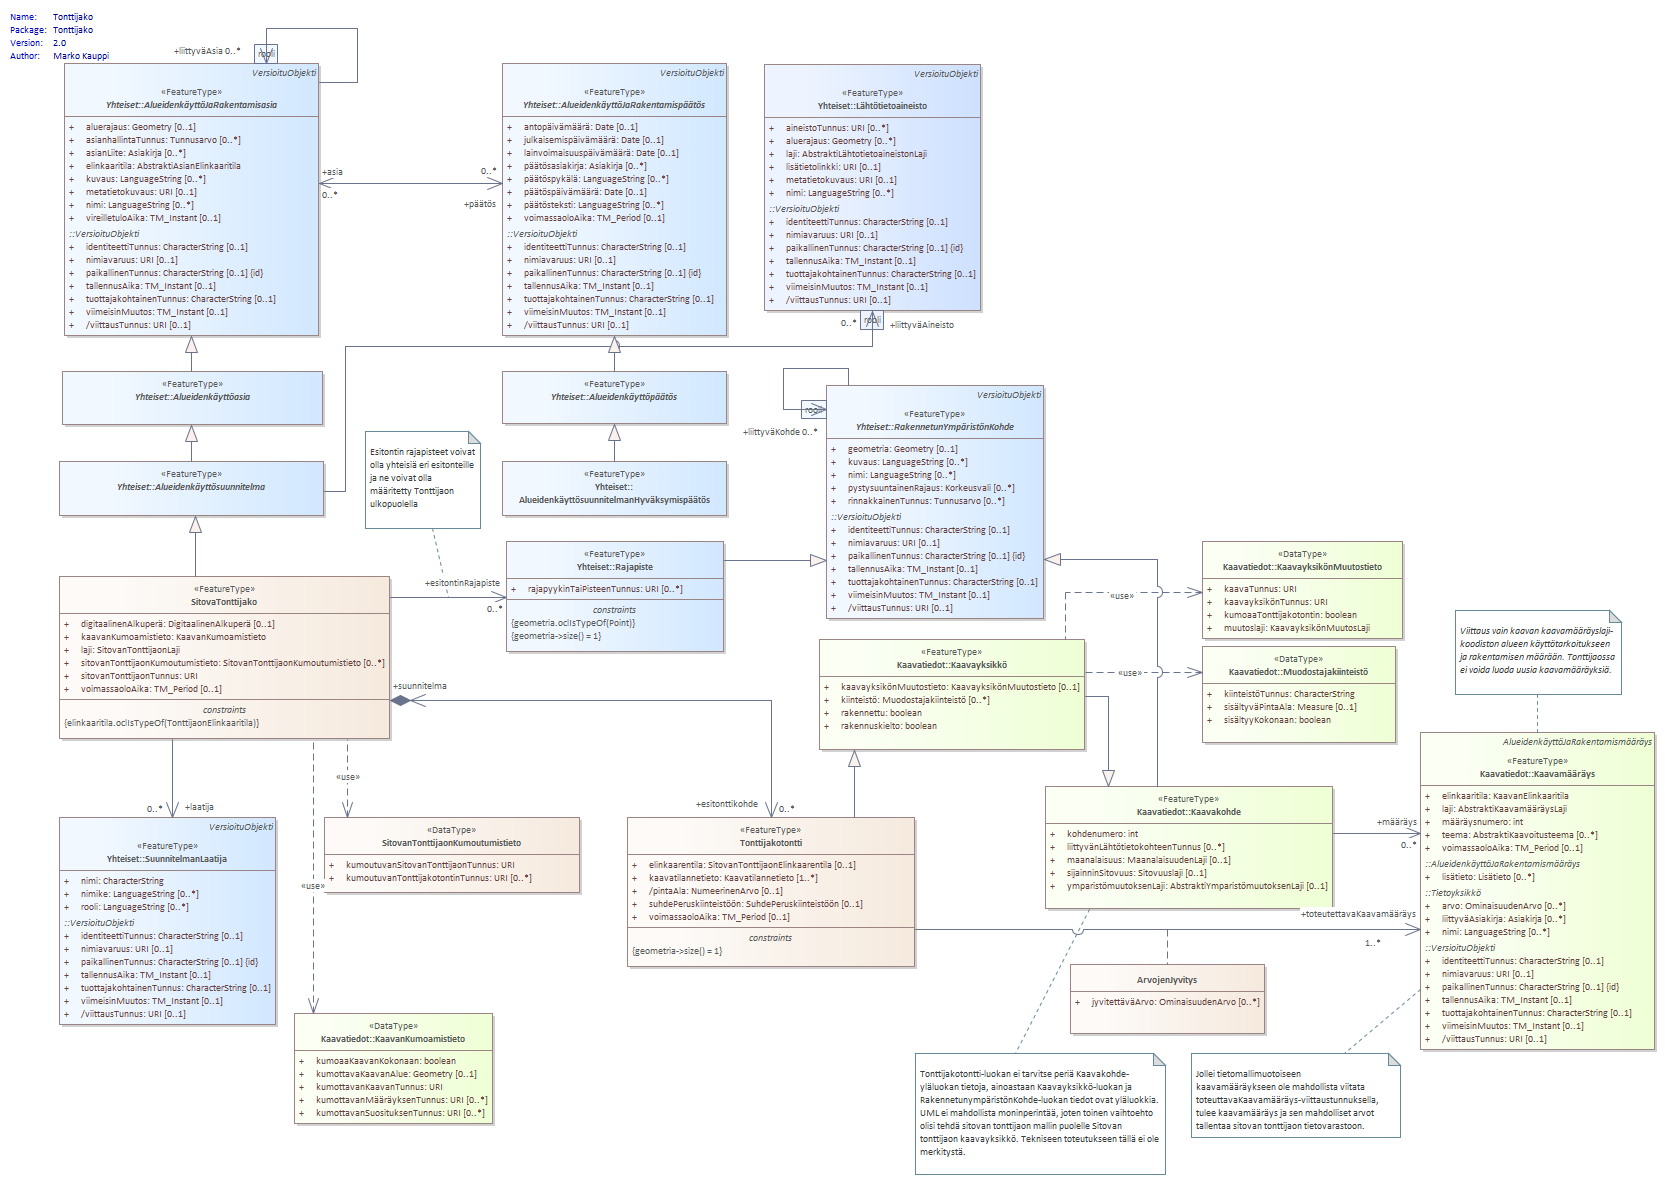 Name: Tonttijako
Package: Tonttijako
Version: 2.0
Author: Marko Kauppi
+liittyväAsia 0..*
rooli
VersioituObjekti
«FeatureType»
Yhteiset::AlueidenkäyttöJaRakentamisasia
+ aluerajaus: Geometry [0..1]
+ asianhallintaTunnus: Tunnusarvo [0..*]
+ asianLiite: Asiakirja [0..*]
+ elinkaaritila: AbstraktiAsianElinkaaritila
+ kuvaus: LanguageString [0..*]
+ metatietokuvaus: URI [0..1]
+ nimi: LanguageString [0..*]
+ vireilletuloAika: TM_Instant [0..1]
::VersioituObjekti
+ identiteettiTunnus: CharacterString [0..1]
+ nimiavaruus: URI [0..1]
+ paikallinenTunnus: CharacterString [0..1] {id}
+ tallennusAika: TM_Instant [0..1]
+ tuottajakohtainenTunnus: CharacterString [0..1]
+ viimeisinMuutos: TM_Instant [0..1]
+ /viittausTunnus: URI [0..1]
+asia
0..*
0..*
+päätös
VersioituObjekti
«FeatureType»
Yhteiset::AlueidenkäyttöJaRakentamispäätös
+ antopäivämäärä: Date [0..1]
+ julkaisemispäivämäärä: Date [0..1]
+ lainvoimaisuuspäivämäärä: Date [0..1]
+ päätösasiakirja: Asiakirja [0..*]
+ päätöspykälä: LanguageString [0..*]
+ päätöspäivämäärä: Date [0..1]
+ päätösteksti: LanguageString [0..*]
+ voimassaoloAika: TM_Period [0..1]
::VersioituObjekti
+ identiteettiTunnus: CharacterString [0..1]
+ nimiavaruus: URI [0..1]
+ paikallinenTunnus: CharacterString [0..1] {id}
+ tallennusAika: TM_Instant [0..1]
+ tuottajakohtainenTunnus: CharacterString [0..1]
+ viimeisinMuutos: TM_Instant [0..1]
+ /viittausTunnus: URI [0..1]
VersioituObjekti
«FeatureType»
Yhteiset::Lähtötietoaineisto
+ aineistoTunnus: URI [0..*]
+ aluerajaus: Geometry [0..*]
+ laji: AbstraktiLähtötietoaineistonLaji
+ lisätietolinkki: URI [0..1]
+ metatietokuvaus: URI [0..1]
+ nimi: LanguageString [0..*]
::VersioituObjekti
+ identiteettiTunnus: CharacterString [0..1]
+ nimiavaruus: URI [0..1]
+ paikallinenTunnus: CharacterString [0..1] {id}
+ tallennusAika: TM_Instant [0..1]
+ tuottajakohtainenTunnus: CharacterString [0..1]
+ viimeisinMuutos: TM_Instant [0..1]
+ /viittausTunnus: URI [0..1]
0..*
rooli
+liittyväAineisto
«FeatureType»
Yhteiset::Alueidenkäyttöasia
«FeatureType»
Yhteiset::Alueidenkäyttöpäätös
«FeatureType»
Yhteiset::Alueidenkäyttösuunnitelma
Esitontin rajapisteet voivat
olla yhteisiä eri esitonteille
ja ne voivat olla
määritetty Tonttijaon
ulkopuolella
«FeatureType»
Yhteiset::
AlueidenkäyttösuunnitelmanHyväksymispäätös
rooli
+liittyväKohde 0..*
VersioituObjekti
«FeatureType»
Yhteiset::RakennetunYmpäristönKohde
+ geometria: Geometry [0..1]
+ kuvaus: LanguageString [0..*]
+ nimi: LanguageString [0..*]
+ pystysuuntainenRajaus: Korkeusvali [0..*]
+ rinnakkainenTunnus: Tunnusarvo [0..*]
::VersioituObjekti
+ identiteettiTunnus: CharacterString [0..1]
+ nimiavaruus: URI [0..1]
+ paikallinenTunnus: CharacterString [0..1] {id}
+ tallennusAika: TM_Instant [0..1]
+ tuottajakohtainenTunnus: CharacterString [0..1]
+ viimeisinMuutos: TM_Instant [0..1]
+ /viittausTunnus: URI [0..1]
«FeatureType»
Yhteiset::Rajapiste
+ rajapyykinTaiPisteenTunnus: URI [0..*]
constraints
{geometria.oclIsTypeOf(Point)}
{geometria->size() = 1}
+esitontinRajapiste
0..*
«FeatureType»
SitovaTonttijako
+ digitaalinenAlkuperä: DigitaalinenAlkuperä [0..1]
+ kaavanKumoamistieto: KaavanKumoamistieto
+ laji: SitovanTonttijaonLaji
+ sitovanTonttijaonKumoutumistieto: SitovanTonttijaonKumoutumistieto [0..*]
+ sitovanTonttijaonTunnus: URI
+ voimassaoloAika: TM_Period [0..1]
constraints
{elinkaaritila.oclIsTypeOf(TonttijaonElinkaaritila)}
+suunnitelma
«DataType»
Kaavatiedot::KaavayksikönMuutostieto
+ kaavaTunnus: URI
+ kaavayksikönTunnus: URI
+ kumoaaTonttijakotontin: boolean
+ muutoslaji: KaavayksikönMuutosLaji
«use»
«FeatureType»
Kaavatiedot::Kaavayksikkö
+ kaavayksikönMuutostieto: KaavayksikönMuutostieto [0..1]
+ kiinteistö: Muodostajakiinteistö [0..*]
+ rakennettu: boolean
+ rakennuskielto: boolean
«use»
«DataType»
Kaavatiedot::Muodostajakiinteistö
+ kiinteistöTunnus: CharacterString
+ sisältyväPintaAla: Measure [0..1]
+ sisältyyKokonaan: boolean
Viittaus vain kaavan kaavamääräyslaji-
koodiston alueen käyttötarkoitukseen
ja rakentamisen määrään. Tonttijaossa
ei voida luoda uusia kaavamääräyksiä.
AlueidenkäyttöJaRakentamismääräys
«FeatureType»
Kaavatiedot::Kaavamääräys
+ elinkaaritila: KaavanElinkaaritila
+ laji: AbstraktiKaavamääräysLaji
+ määräysnumero: int
+ teema: AbstraktiKaavoitusteema [0..*]
+ voimassaoloAika: TM_Period [0..1]
::AlueidenkäyttöJaRakentamismääräys
+ lisätieto: Lisätieto [0..*]
::Tietoyksikkö
+ arvo: OminaisuudenArvo [0..*]
+ liittyväAsiakirja: Asiakirja [0..*]
+ nimi: LanguageString [0..*]
::VersioituObjekti
+ identiteettiTunnus: CharacterString [0..1]
+ nimiavaruus: URI [0..1]
+ paikallinenTunnus: CharacterString [0..1] {id}
+ tallennusAika: TM_Instant [0..1]
+ tuottajakohtainenTunnus: CharacterString [0..1]
+ viimeisinMuutos: TM_Instant [0..1]
+ /viittausTunnus: URI [0..1]
«FeatureType»
Kaavatiedot::Kaavakohde
+ kohdenumero: int
+ liittyvänLähtötietokohteenTunnus [0..*]
+ maanalaisuus: MaanalaisuudenLaji [0..1]
+ sijainninSitovuus: Sitovuuslaji [0..1]
+ ymparistömuutoksenLaji: AbstraktiYmparistömuutoksenLaji [0..1]
+määräys
0..*
+toteutettavaKaavamääräys
1..*
«use»
«use»
0..*
+laatija
VersioituObjekti
«FeatureType»
Yhteiset::SuunnitelmanLaatija
+ nimi: CharacterString
+ nimike: LanguageString [0..*]
+ rooli: LanguageString [0..*]
::VersioituObjekti
+ identiteettiTunnus: CharacterString [0..1]
+ nimiavaruus: URI [0..1]
+ paikallinenTunnus: CharacterString [0..1] {id}
+ tallennusAika: TM_Instant [0..1]
+ tuottajakohtainenTunnus: CharacterString [0..1]
+ viimeisinMuutos: TM_Instant [0..1]
+ /viittausTunnus: URI [0..1]
«DataType»
SitovanTonttijaonKumoutumistieto
+ kumoutuvanSitovanTonttijaonTunnus: URI
+ kumoutuvanTonttijakotontinTunnus: URI [0..*]
+esitonttikohde
0..*
«FeatureType»
Tonttijakotontti
+ elinkaarentila: SitovanTonttijaonElinkaarentila [0..1]
+ kaavatilannetieto: Kaavatilannetieto [1..*]
+ /pintaAla: NumeerinenArvo [0..1]
+ suhdePeruskiinteistöön: SuhdePeruskiinteistöön [0..1]
+ voimassaoloAika: TM_Period [0..1]
constraints
{geometria->size() = 1}
ArvojenJyvitys
+ jyvitettäväArvo: OminaisuudenArvo [0..*]
«DataType»
Kaavatiedot::KaavanKumoamistieto
+ kumoaaKaavanKokonaan: boolean
+ kumottavaKaavanAlue: Geometry [0..1]
+ kumottavanKaavanTunnus: URI
+ kumottavanMääräyksenTunnus: URI [0..*]
+ kumottavanSuosituksenTunnus: URI [0..*]
Tonttijakotontti-luokan ei tarvitse periä Kaavakohde-
yläluokan tietoja, ainoastaan Kaavayksikkö-luokan ja
RakennetunympäristönKohde-luokan tiedot ovat yläluokkia.
UML ei mahdollista moninperintää, joten toinen vaihtoehto
olisi tehdä sitovan tonttijaon mallin puolelle Sitovan
tonttijaon kaavayksikkö. Tekniseen toteutukseen tällä ei ole
merkitystä.
Jollei tietomallimuotoiseen
kaavamääräykseen ole mahdollista viitata
toteuttavaKaavamääräys-viittaustunnuksella,
tulee kaavamääräys ja sen mahdolliset arvot
tallentaa sitovan tonttijaon tietovarastoon.